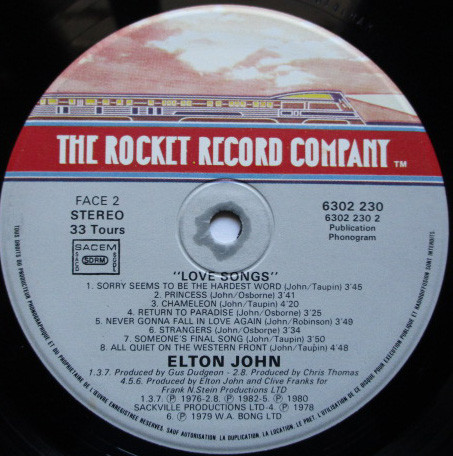 THE ROCKET RECORD COMPANY TM
FACE 2
STEREO
33 Tours
6302 230
6302 230 2
Publication
Phonogram
SACEM
SACD
SDRM
SGDL
"LOVE SONGS"
1. SORRY SEEMS TO BE THE HARDEST WORD (John/Taupin) 3'45
2. PRINCESS (John/Osborne) 3'41
3. CHAMELEON (John/Taupin) 4'20
4. RETURN TO PARADISE (John/Osborne) 3'25
5. NEVER GONNA FALL IN LOVE AGAIN (John/Robinson) 3'49
6. STRANGERS (John/Osborne) 3'34
7. SOMEONE'S FINAL SONG (John/Taupin) 3'50
8. ALL QUIET ON THE WESTERN FRONT (John/Taupin) 4'48
ELTON JOHN
1.3.7. Produced by Gus Dudgeon - 2.8. Produced by Chris Thomas
4.5.6. Produced by Elton John and Clive Franks for
Frank N.Stein Productions LTD
1.3.7. ℗ 1976-2.8. ℗ 1982-5. ℗ 1980
SACKVILLE PRODUCTIONS LTD-4 ℗ 1978
6. ℗ 1979 W.A. BONG LTD
TOUS DROITS DU PRODUCTEUR PHONOGRAPHIQUE ET DU PROPRIETAIRE DE L'OEUVRE ENREGISTREE RESERVES. SAUF AUTORISATION, LA DUPLICATION, LA LOCATION, LE PRET, L'UTILISATION DE CE DISQUE POUR EXECUTION PUBLIQUE ET RADIODIFFUSION SONT INTERDITS.